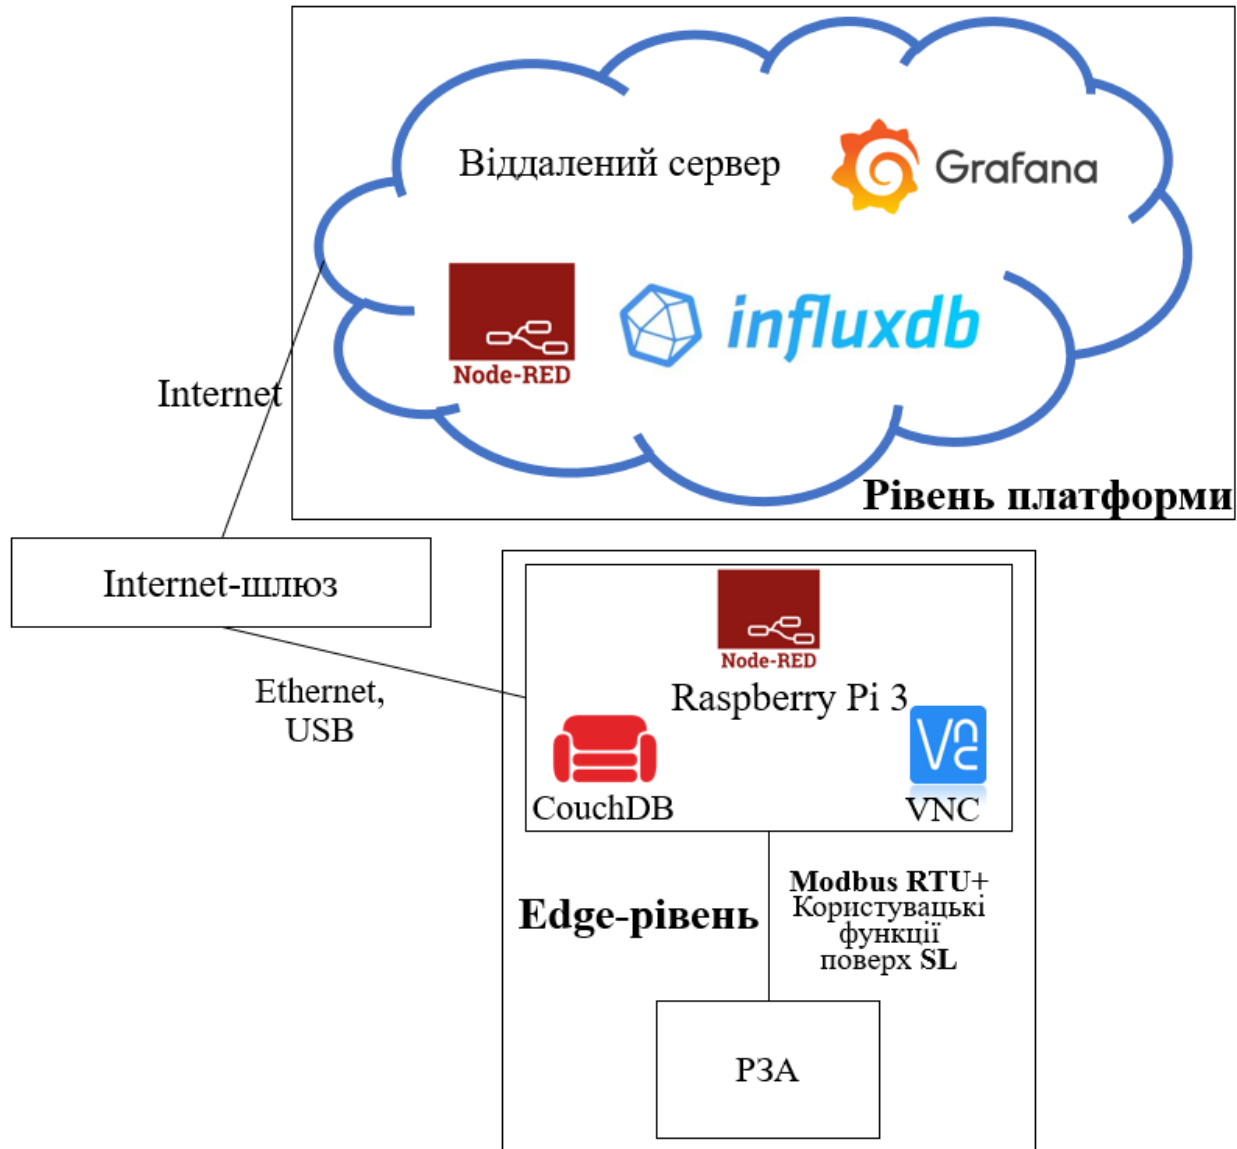 Віддалений сервер
Grafana
Node-RED
influxdb
Internet
Рівень платформи
Internet-шлюз
Ethernet,
USB
Node-RED
Raspberry Pi 3
CouchDB
Vnc
VNC
Edge-рівень
Modbus RTU+
Користувацькі
функції
поверх SL
РЗА